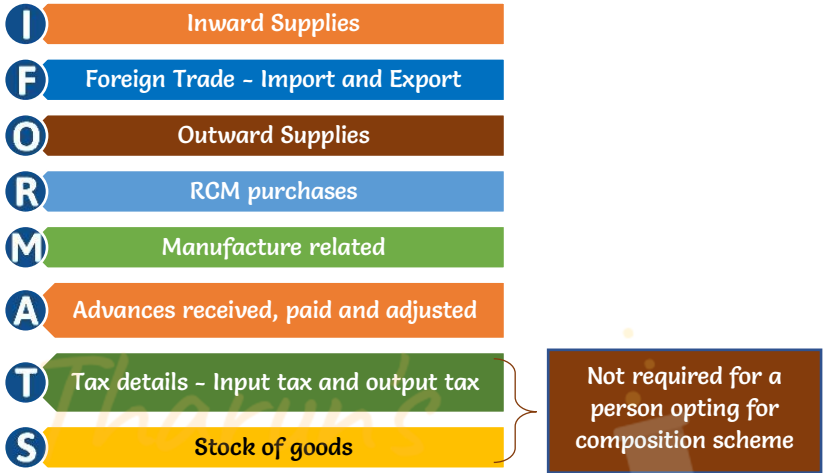 I Inward Supplies
F Foreign Trade - Import and Export
O Outward Supplies
R RCM purchases
M Manufacture related
A Advances received, paid and adjusted
T Tax details - Input tax and output tax
S Stock of goods
Not required for a
person opting for
composition scheme
Tharun's